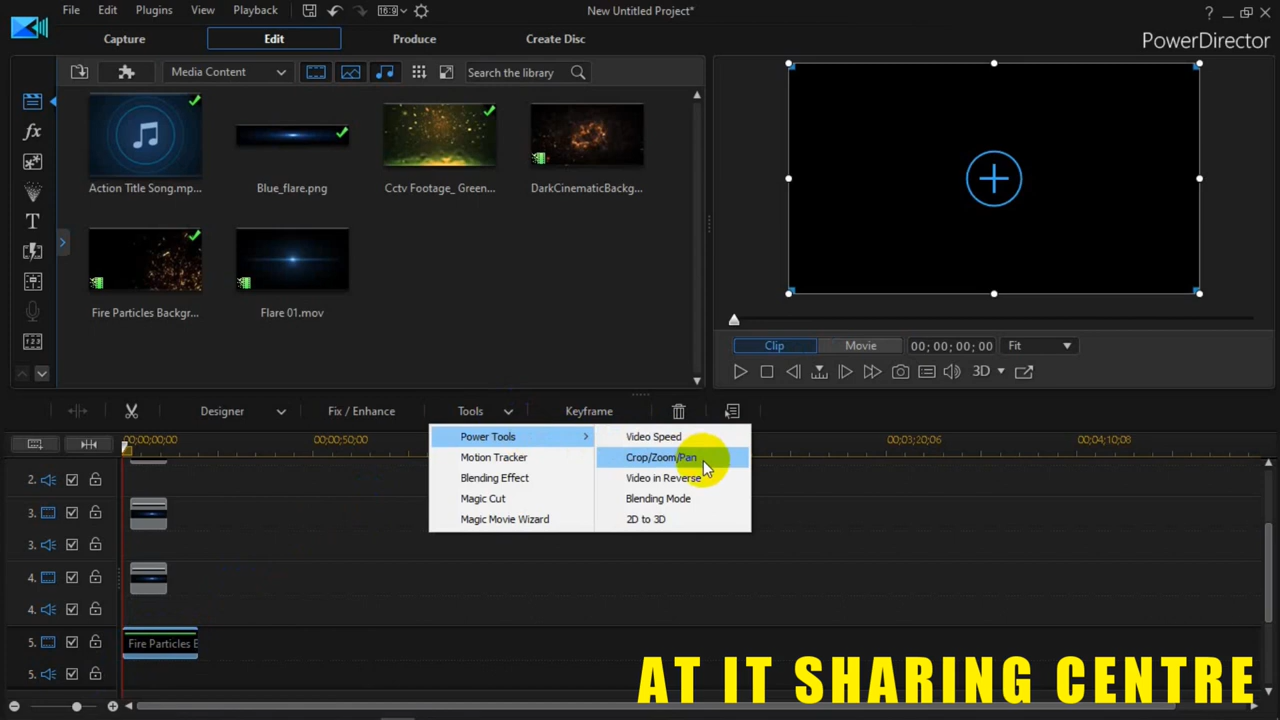 File Edit Plugins View Playback 16:9 New Untitled Project* ?
Capture Edit Produce Create Disc PowerDirector
Media Content Search the library
Action Title Song.mp... Blue_flare.png Cctv Footage_ Green... DarkCinematicBackg...
Fire Particles Backgr... Flare 01.mov
Clip Movie 00; 00; 00; 00 Fit
3D
Designer Fix / Enhance Tools Keyframe
00;00;00;00 00;00;50;00 00;03;20;06 00;04;10;08
Power Tools Video Speed
Motion Tracker Crop/Zoom/Pan
Blending Effect Video in Reverse
Magic Cut Blending Mode
Magic Movie Wizard 2D to 3D
2.
3.
3.
4.
4.
5. Fire Particles E
5.
AT IT SHARING CENTRE